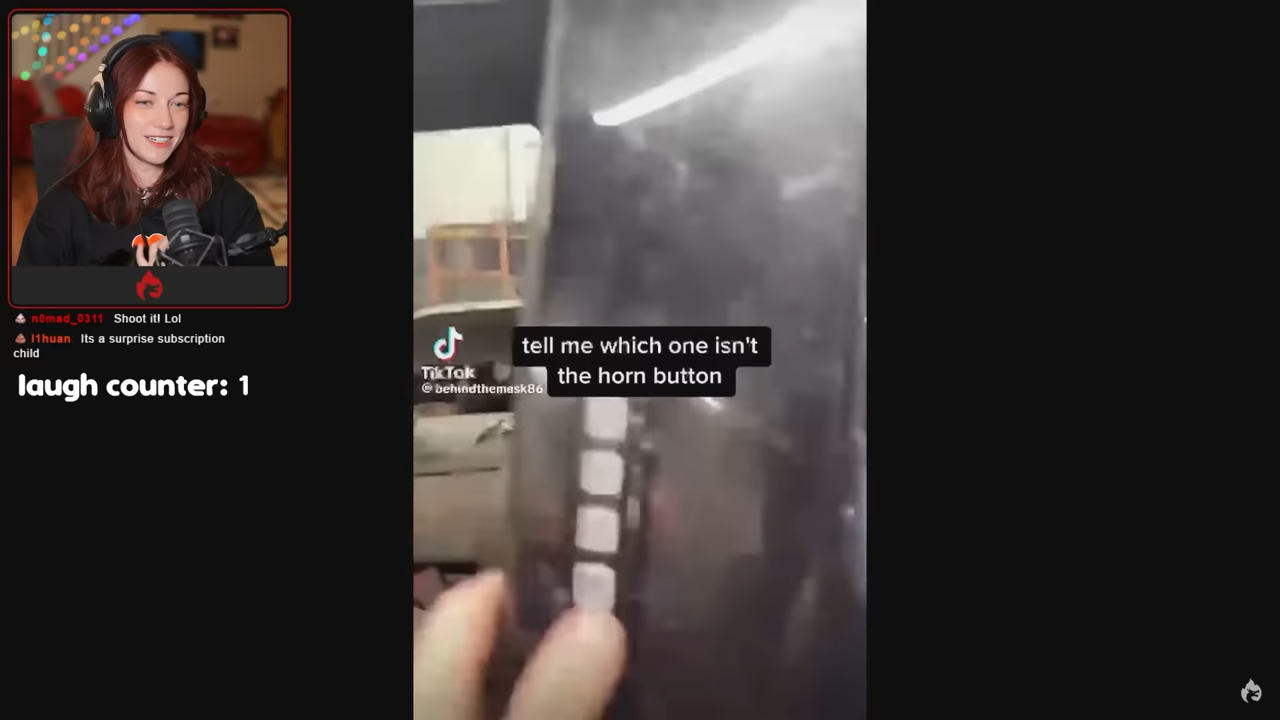 n0mad_0311 Shoot it! Lol
l1huan: Its a surprise subscription
child
laugh counter: 1
tell me which one isn't
the horn button
TikTok
@behindthemask86